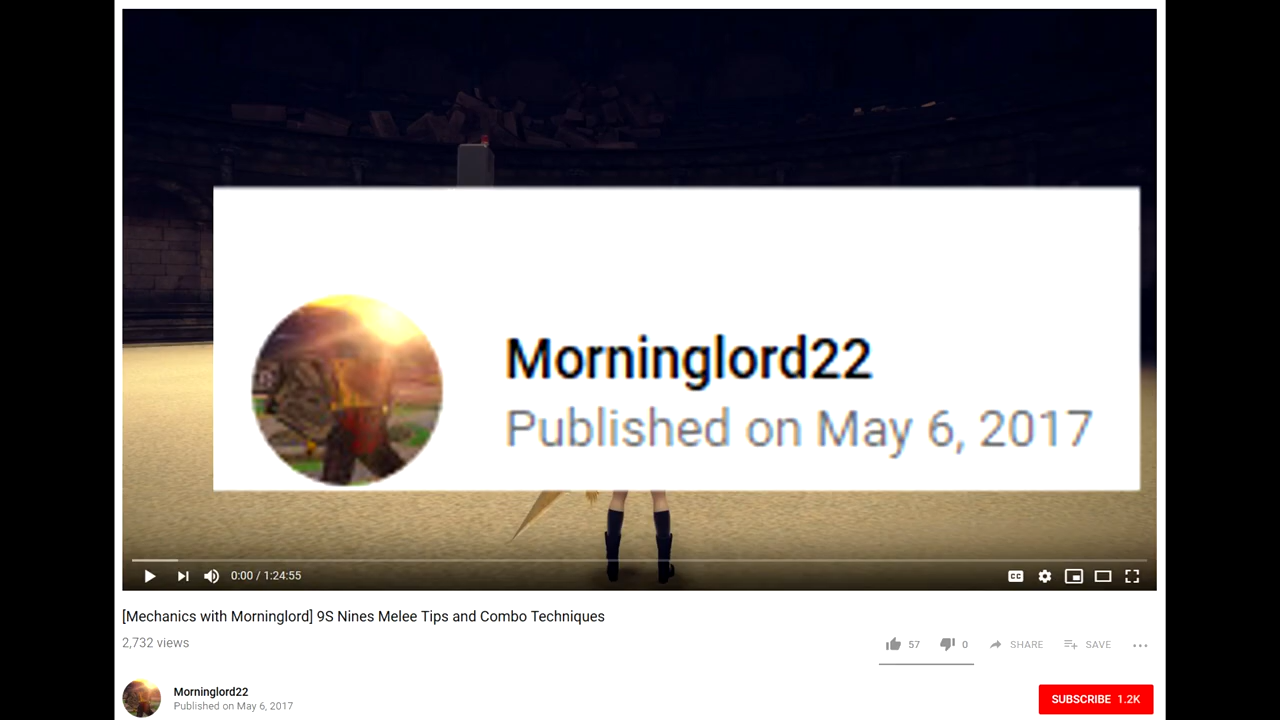 Morninglord22
Published on May 6, 2017
0:00 / 1:24:55
CC
[Mechanics with Morninglord] 9S Nines Melee Tips and Combo Techniques
2,732 views
57 0 SHARE SAVE
Morninglord22
Published on May 6, 2017
SUBSCRIBE 1.2K